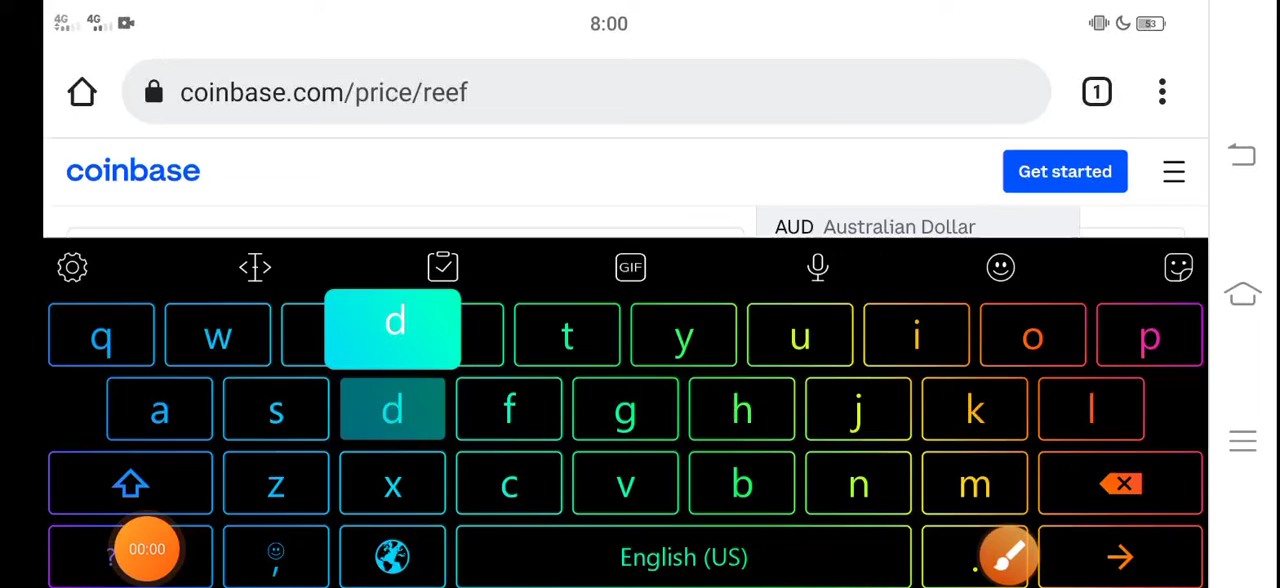 4G 4G 8:00 53
coinbase.com/price/reef 1
coinbase Get started
AUD Australian Dollar
GIF
q w d t y u i o p
a s d f g h j k l
z x c v b n m
? 00:00 , English (US) .